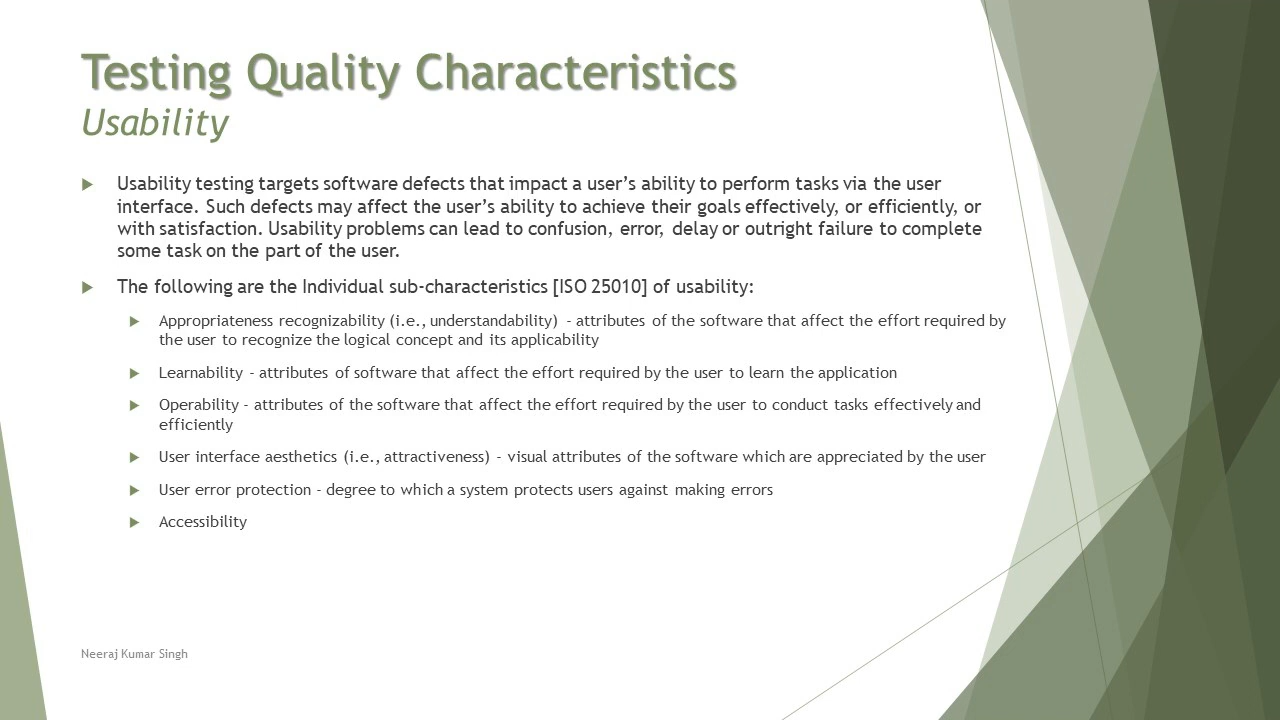 Testing Quality Characteristics
Usability
Usability testing targets software defects that impact a user’s ability to perform tasks via the user
interface. Such defects may affect the user’s ability to achieve their goals effectively, or efficiently, or
with satisfaction. Usability problems can lead to confusion, error, delay or outright failure to complete
some task on the part of the user.
The following are the Individual sub-characteristics [ISO 25010] of usability:
Appropriateness recognizability (i.e., understandability) - attributes of the software that affect the effort required by
the user to recognize the logical concept and its applicability
Learnability - attributes of software that affect the effort required by the user to learn the application
Operability - attributes of the software that affect the effort required by the user to conduct tasks effectively and
efficiently
User interface aesthetics (i.e., attractiveness) - visual attributes of the software which are appreciated by the user
User error protection - degree to which a system protects users against making errors
Accessibility
Neeraj Kumar Singh